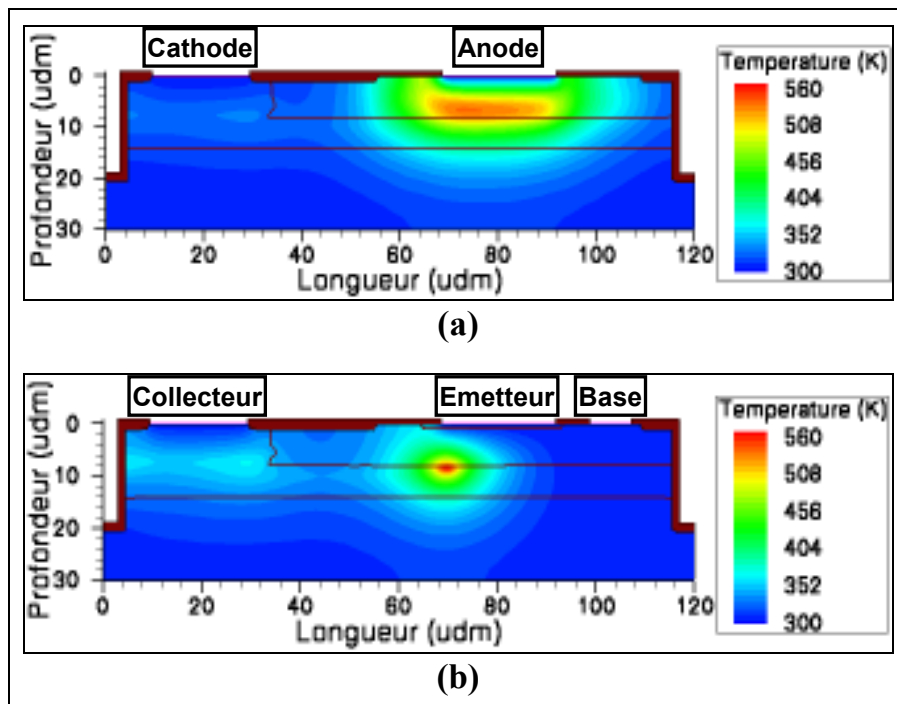 Cathode Anode
Temperature (K)
560
508
456
404
352
300
Profondeur (udm)
0
10
20
30
0 20 40 60 80 100 120
Longueur (udm)
(a)
Collecteur Emetteur Base
Temperature (K)
560
508
456
404
352
300
Profondeur (udm)
0
10
20
30
0 20 40 60 80 100 120
Longueur (udm)
(b)